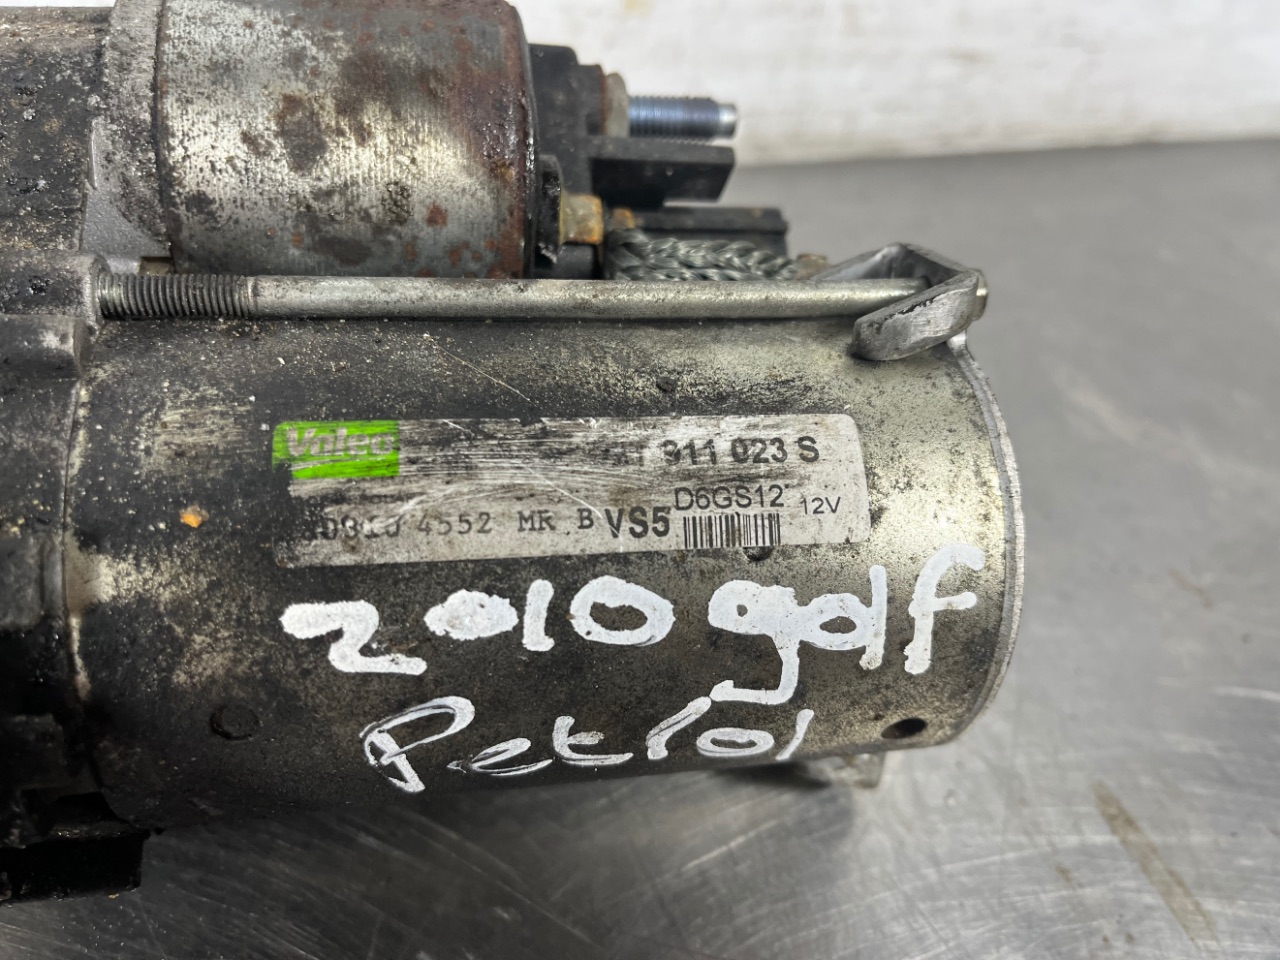 Valeo 911 023 S
D6GS12 12V
4552 MR B VS5
2010 golf
Petrol